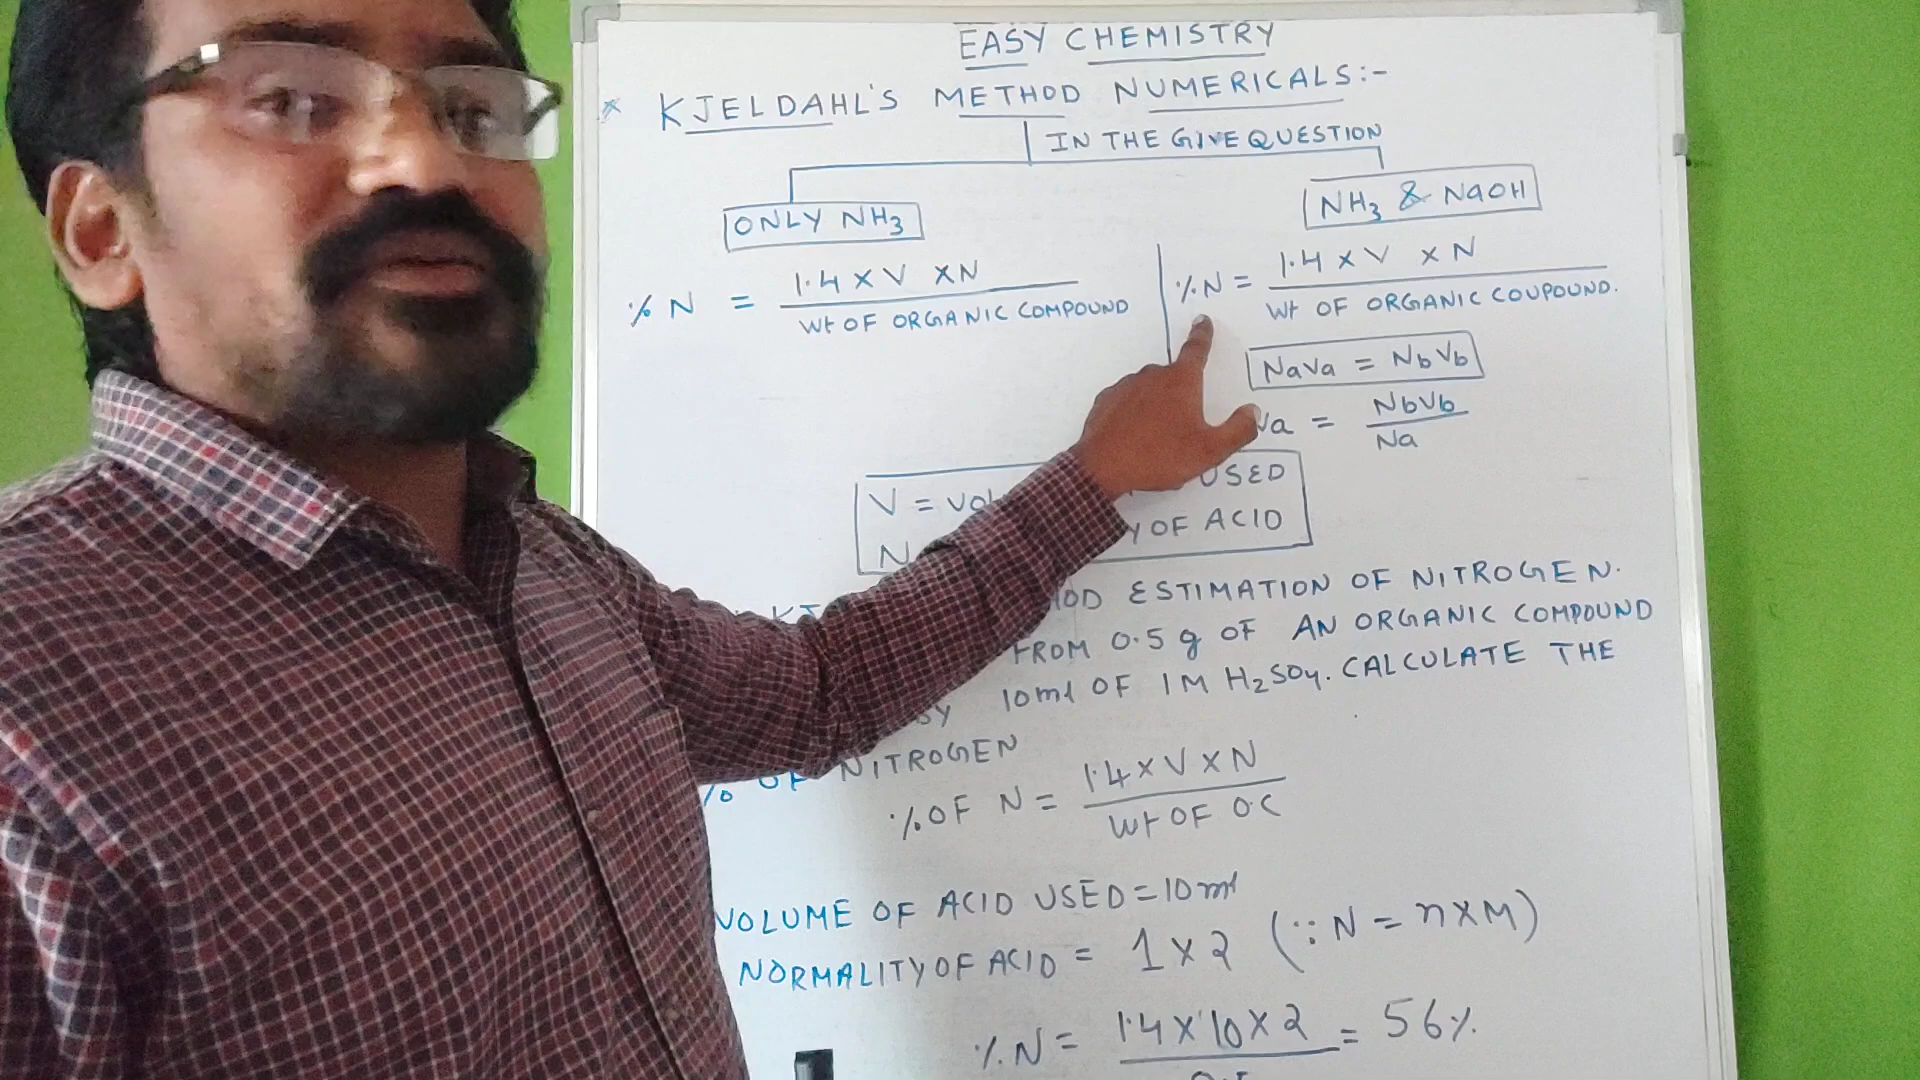 EASY CHEMISTRY
* KJELDAHL'S METHOD NUMERICALS:-
IN THE GIVE QUESTION
ONLY NH3
NH3 & NaOH
% N = 1.4 x V x N
Wt OF ORGANIC COMPOUND
% N = 1.4 x V x N
Wt OF ORGANIC COUPOUND.
NaVa = NbVb
Va = NbVb
Na
V = USED
N OF ACID
ESTIMATION OF NITROGEN.
FROM 0.5 g OF AN ORGANIC COMPOUND
10ml OF 1M H2SO4. CALCULATE THE
% OF NITROGEN
% OF N = 1.4 x V x N
Wt OF O.C
VOLUME OF ACID USED = 10ml
NORMALITY OF ACID = 1 x 2 (∵ N = n x M)
% N = 1.4 x 10 x 2 = 56%